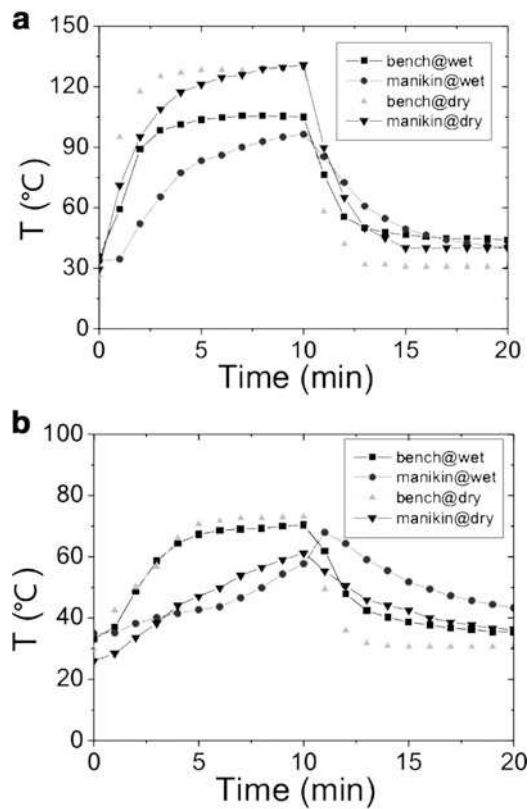 a
150
120
90
60
30
0
T (°C)
bench@wet
manikin@wet
bench@dry
manikin@dry
0 5 10 15 20
Time (min)
b
100
80
60
40
20
0
T (°C)
bench@wet
manikin@wet
bench@dry
manikin@dry
0 5 10 15 20
Time (min)